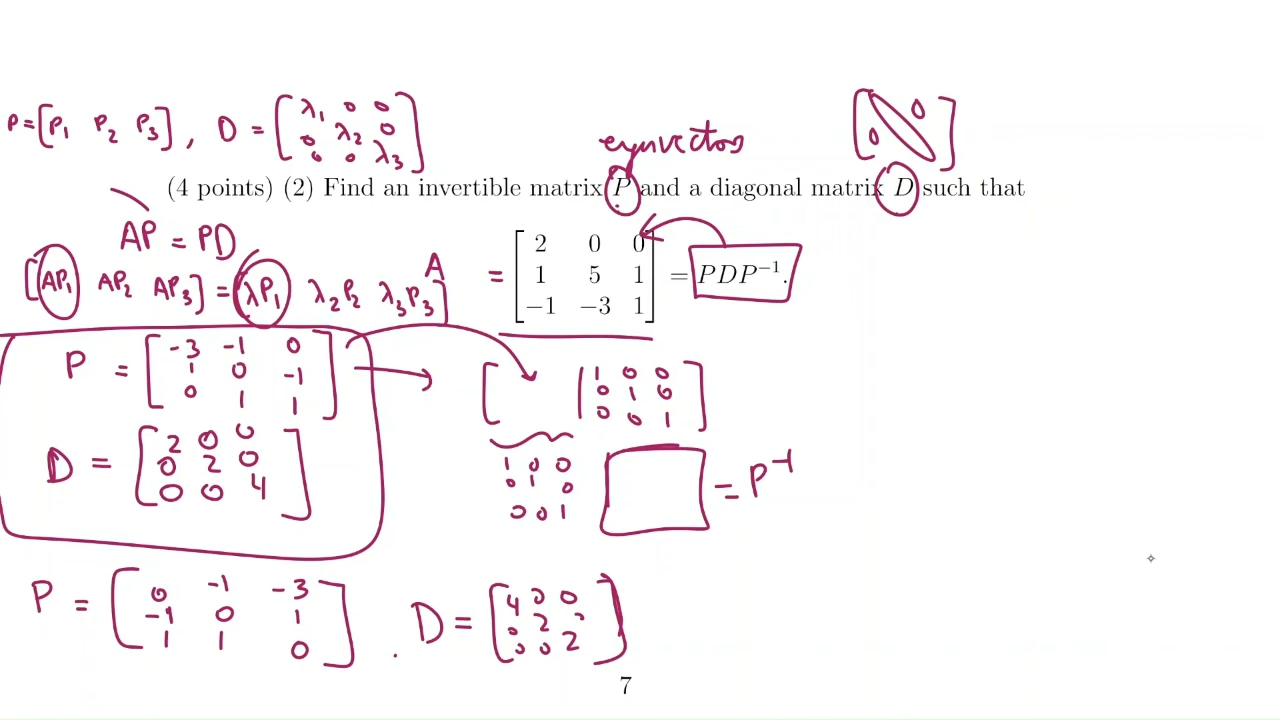 P = [P1 P2 P3] , D = [λ1 0 0
0 λ2 0
0 0 λ3]
eigenvectos
[0 0]
(4 points) (2) Find an invertible matrix P and a diagonal matrix D such that
AP = PD
[AP1 AP2 AP3] = [λP1 λ2P2 λ3P3]
A = [2 0 0
1 5 1
−1 −3 1] = PDP⁻¹.
P = [-3 -1 0
1 0 -1
0 1 1]
[ | 1 0 0
0 1 0
0 0 1 ]
D = [2 0 0
0 2 0
0 0 4]
1 0 0
0 1 0
0 0 1
= P⁻¹
P = [0 -1 -3
-1 0 1
1 1 0] . D = [4 0 0
0 2 0
0 0 2]
7